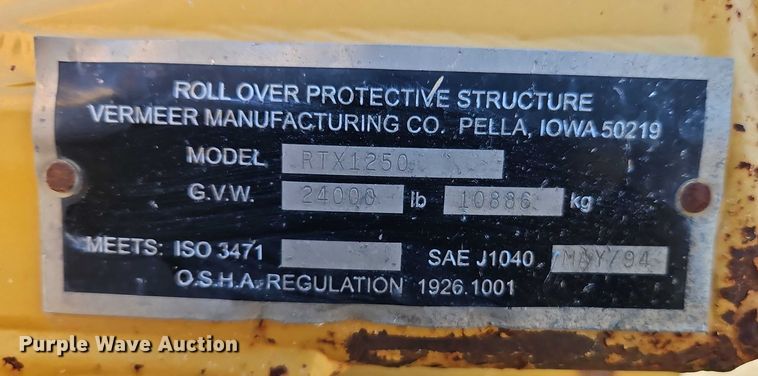 ROLL OVER PROTECTIVE STRUCTURE
VERMEER MANUFACTURING CO. PELLA, IOWA 50219
MODEL RTX1250
G.V.W. 24000 lb 10886 kg
MEETS: ISO 3471 SAE J1040 MAY/94
O.S.H.A. REGULATION 1926.1001
Purple Wave Auction